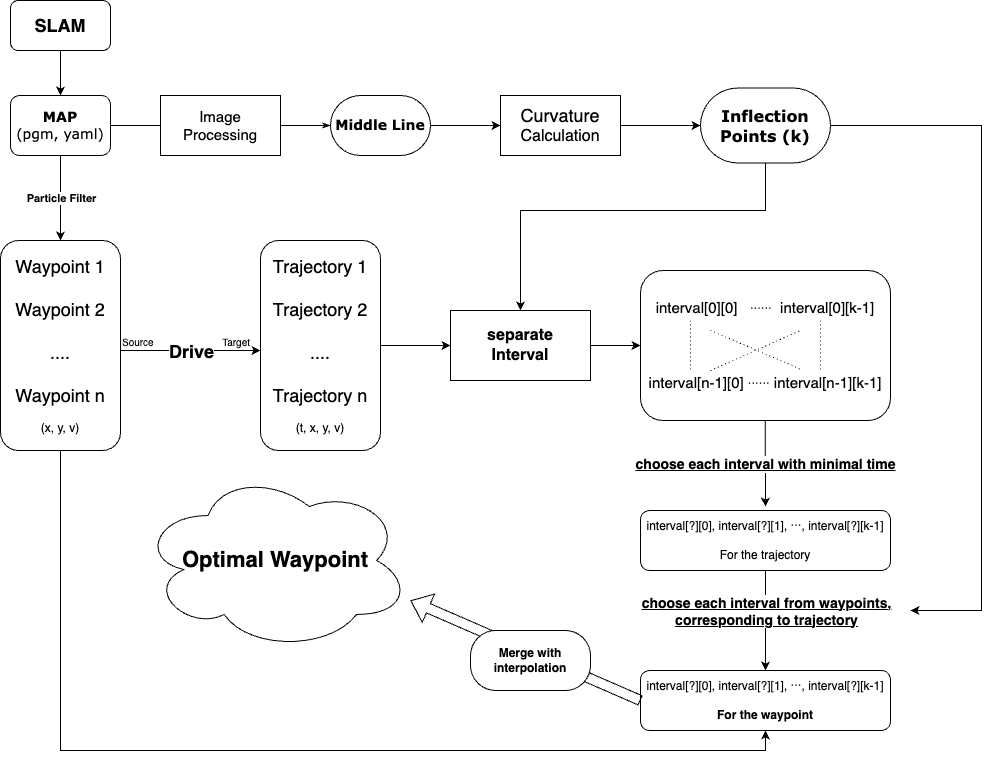 SLAM
MAP
(pgm, yaml)
Image
Processing
Middle Line
Curvature
Calculation
Inflection
Points (k)
Particle Filter
Waypoint 1
Waypoint 2
....
Waypoint n
(x, y, v)
Source
Drive
Target
Trajectory 1
Trajectory 2
....
Trajectory n
(t, x, y, v)
separate
Interval
interval[0][0] ······ interval[0][k-1]
interval[n-1][0] ······ interval[n-1][k-1]
choose each interval with minimal time
interval[?][0], interval[?][1], ···, interval[?][k-1]
For the trajectory
choose each interval from waypoints,
corresponding to trajectory
interval[?][0], interval[?][1], ···, interval[?][k-1]
For the waypoint
Merge with
interpolation
Optimal Waypoint